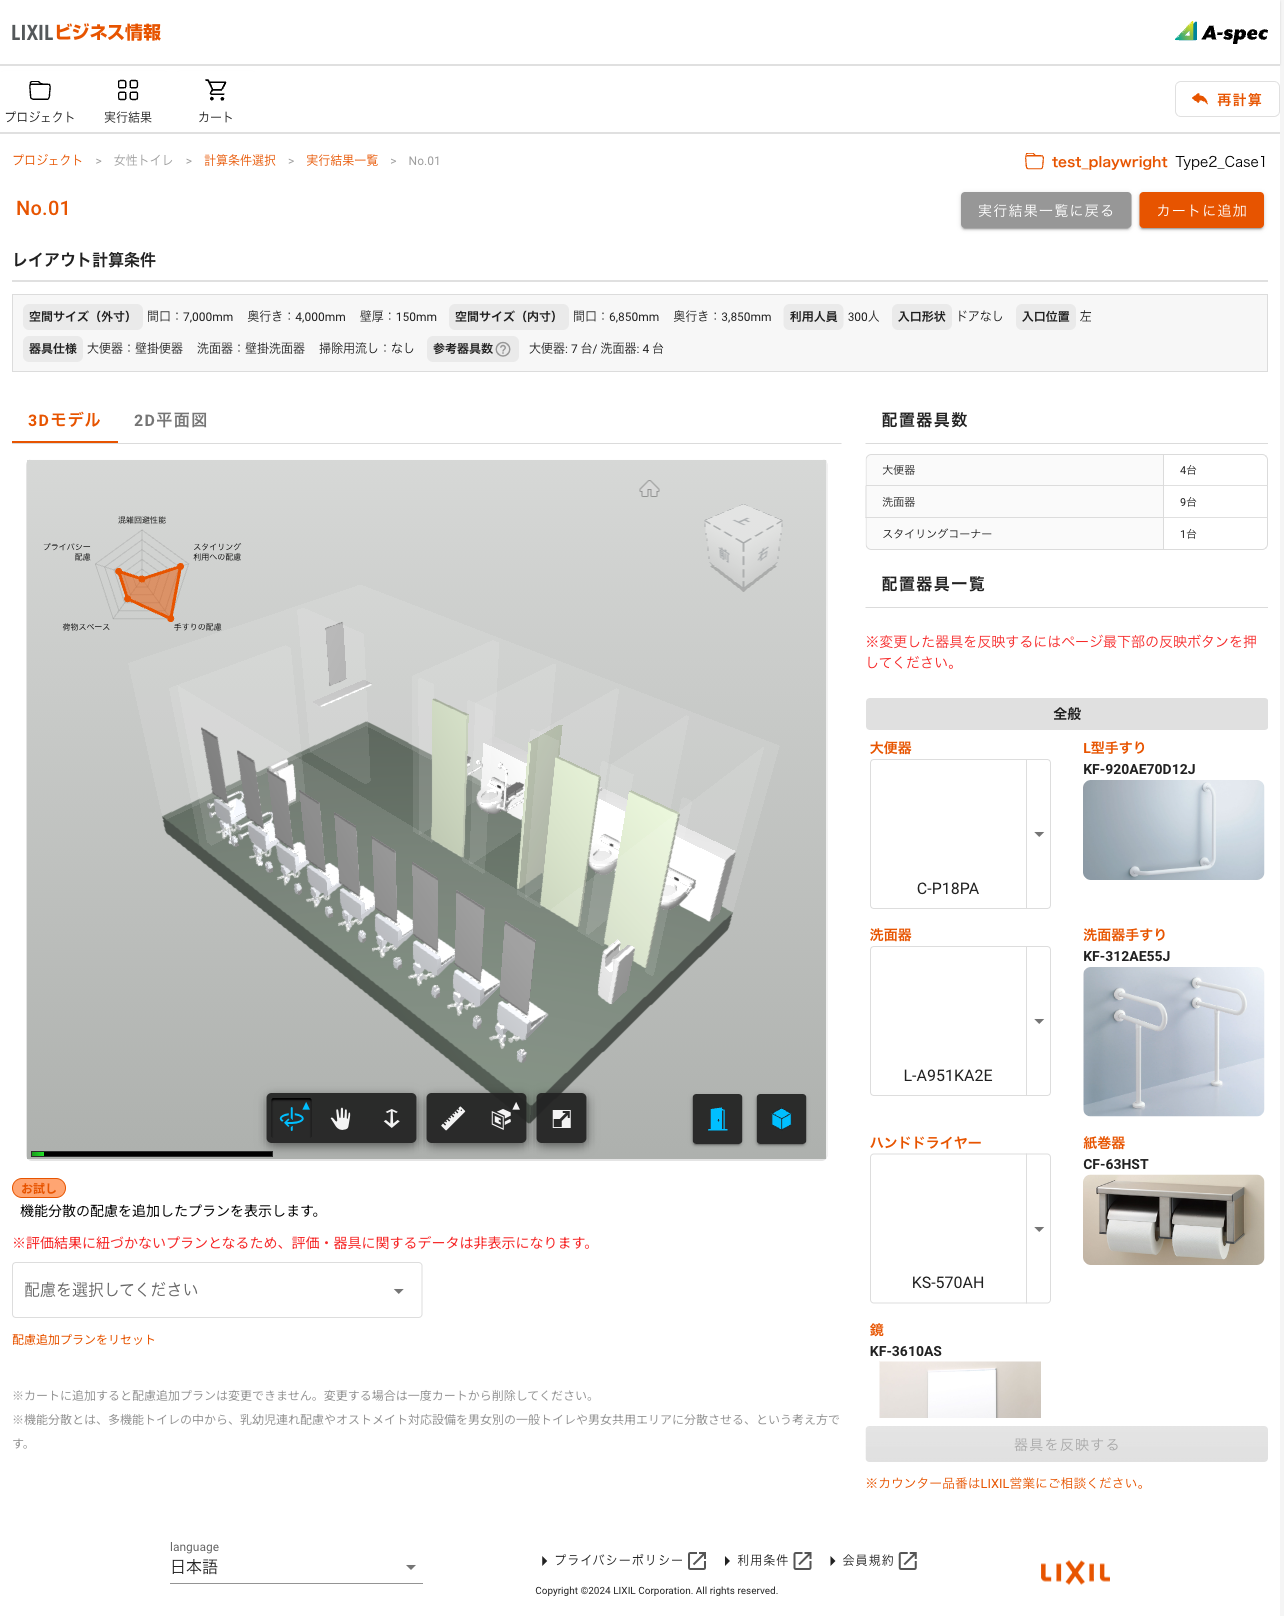 LIXILビジネス情報
A-spec
プロジェクト
実行結果
カート
再計算
プロジェクト > 女性トイレ > 計算条件選択 > 実行結果一覧 > No.01
test_playwright Type2_Case1
No.01
実行結果一覧に戻る
カートに追加
レイアウト計算条件
空間サイズ（外寸） 間口：7,000mm 奥行き：4,000mm 壁厚：150mm 空間サイズ（内寸） 間口：6,850mm 奥行き：3,850mm 利用人員 300人 入口形状 ドアなし 入口位置 左
器具仕様 大便器：壁掛便器 洗面器：壁掛洗面器 掃除用流し：なし 参考器具数 ? 大便器: 7 台/ 洗面器: 4 台
3Dモデル
2D平面図
混雑回避性能
プライバシー
配慮
スタイリング
利用への配慮
荷物スペース
手すりの配慮
上
前
右
お試し
機能分散の配慮を追加したプランを表示します。
※評価結果に紐づかないプランとなるため、評価・器具に関するデータは非表示になります。
配慮を選択してください
配慮追加プランをリセット
※カートに追加すると配慮追加プランは変更できません。変更する場合は一度カートから削除してください。
※機能分散とは、多機能トイレの中から、乳幼児連れ配慮やオストメイト対応設備を男女別の一般トイレや男女共用エリアに分散させる、という考え方で
す。
配置器具数
大便器 4台
洗面器 9台
スタイリングコーナー 1台
配置器具一覧
※変更した器具を反映するにはページ最下部の反映ボタンを押
してください。
全般
大便器
C-P18PA
L型手すり
KF-920AE70D12J
洗面器
L-A951KA2E
洗面器手すり
KF-312AE55J
ハンドドライヤー
KS-570AH
紙巻器
CF-63HST
鏡
KF-3610AS
器具を反映する
※カウンター品番はLIXIL営業にご相談ください。
language
日本語
プライバシーポリシー
利用条件
会員規約
Copyright ©2024 LIXIL Corporation. All rights reserved.
LIXIL